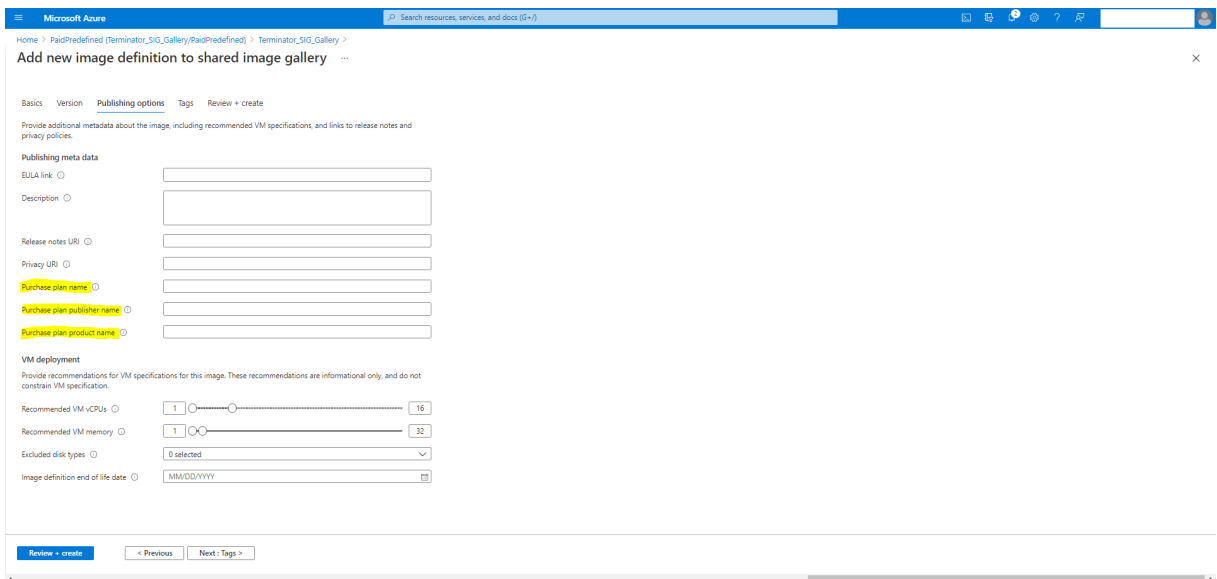 Microsoft Azure
Search resources, services, and docs (G+/)
2
Home > PaidPredefined (Terminator_SIG_Gallery/PaidPredefined) > Terminator_SIG_Gallery >
Add new image definition to shared image gallery ...
Basics Version Publishing options Tags Review + create
Provide additional metadata about the image, including recommended VM specifications, and links to release notes and
privacy policies.
Publishing meta data
EULA link
Description
Release notes URI
Privacy URI
Purchase plan name
Purchase plan publisher name
Purchase plan product name
VM deployment
Provide recommendations for VM specifications for this image. These recommendations are informational only, and do not
constrain VM specification.
Recommended VM vCPUs 1 16
Recommended VM memory 1 32
Excluded disk types 0 selected
Image definition end of life date MM/DD/YYYY
Review + create < Previous Next : Tags >